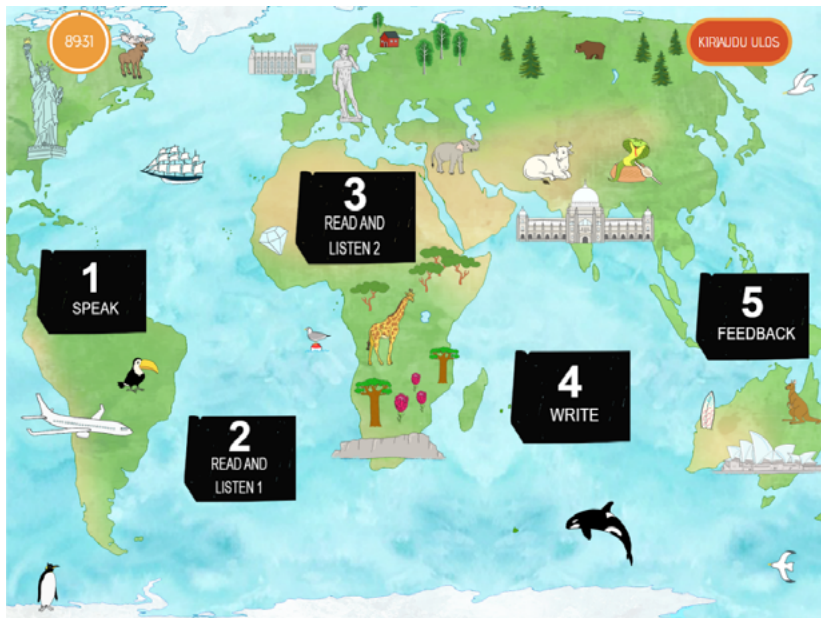 8931
KIRJAUDU ULOS
3
READ AND
LISTEN 2
1
SPEAK
5
FEEDBACK
4
WRITE
2
READ AND
LISTEN 1